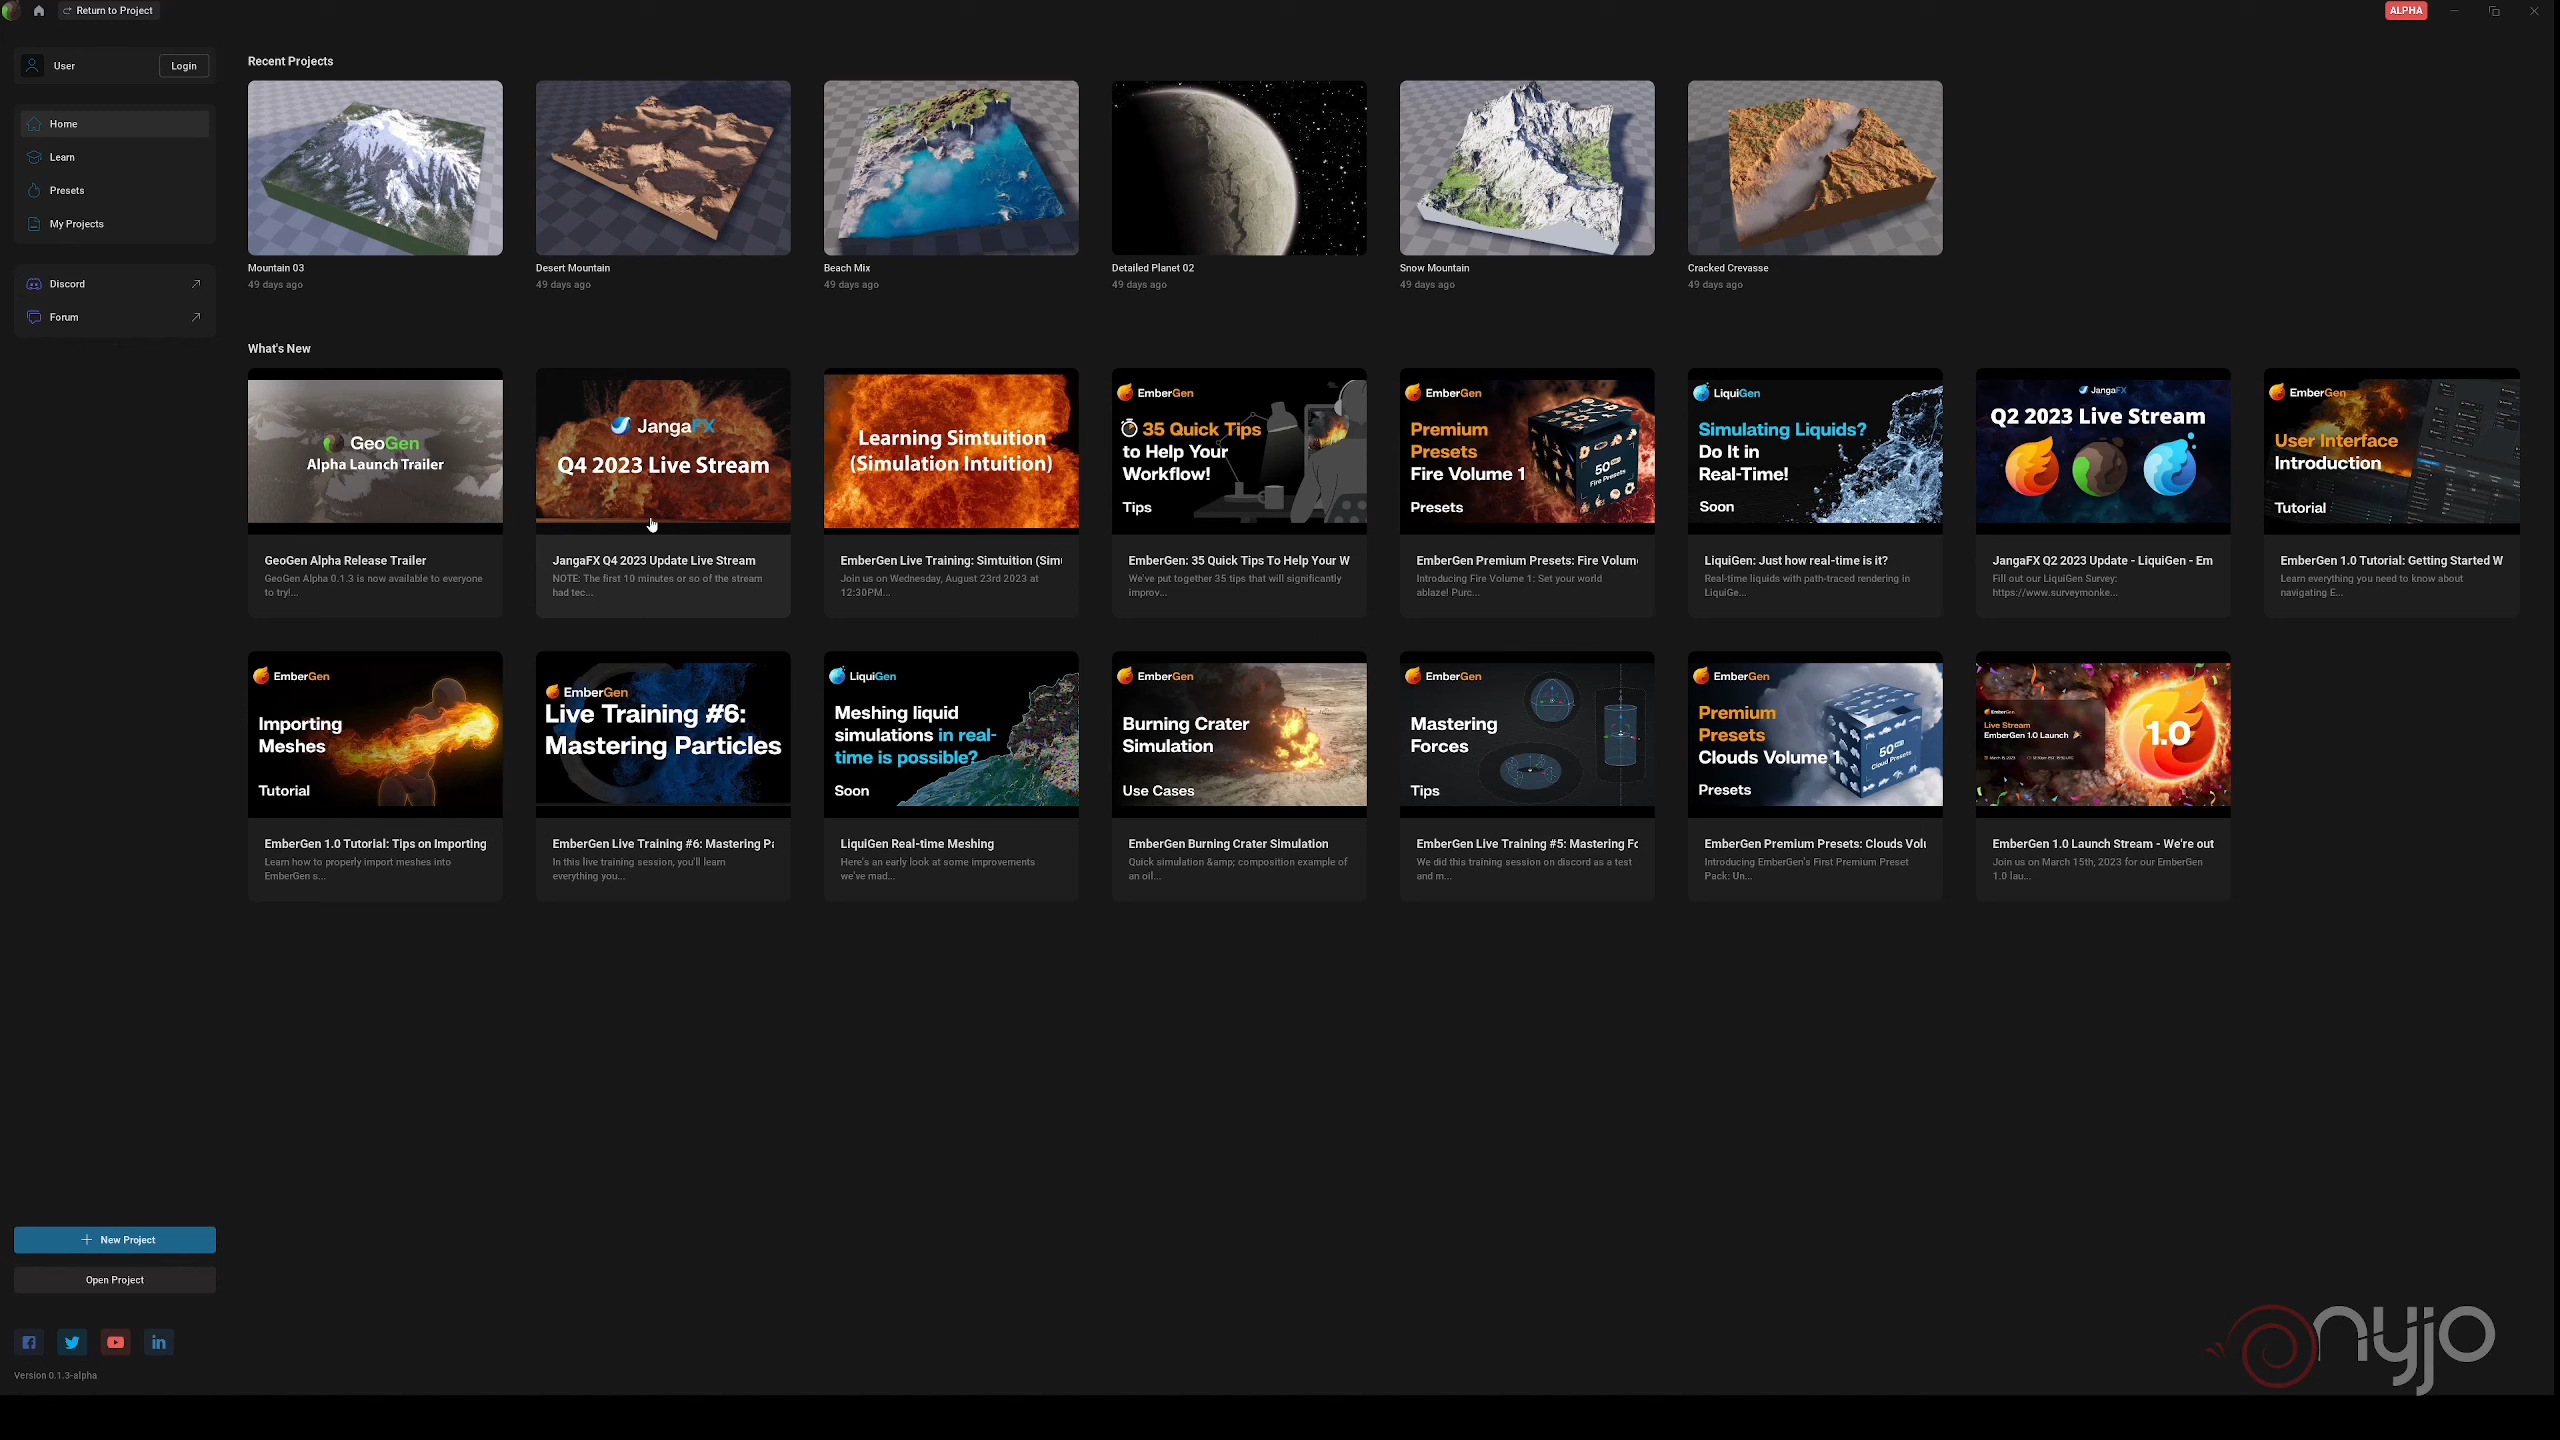 Return to Project
ALPHA
User
Login
Home
Learn
Presets
My Projects
Discord
Forum
Recent Projects
Mountain 03
49 days ago
Desert Mountain
49 days ago
Beach Mix
49 days ago
Detailed Planet 02
49 days ago
Snow Mountain
49 days ago
Cracked Crevasse
49 days ago
What's New
GeoGen
Alpha Launch Trailer
GeoGen Alpha Release Trailer
GeoGen Alpha 0.1.3 is now available to everyone
to try!...
JangaFX
Q4 2023 Live Stream
JangaFX Q4 2023 Update Live Stream
NOTE: The first 10 minutes or so of the stream
had tec...
Learning Simtuition
(Simulation Intuition)
EmberGen Live Training: Simtuition (Sim
Join us on Wednesday, August 23rd 2023 at
12:30PM...
EmberGen
35 Quick Tips
to Help Your
Workflow!
Tips
EmberGen: 35 Quick Tips To Help Your W
We've put together 35 tips that will significantly
improv...
EmberGen
Premium
Presets
Fire Volume 1
Presets
50
Fire Presets
EmberGen Premium Presets: Fire Volum
Introducing Fire Volume 1: Set your world
ablaze! Purc...
LiquiGen
Simulating Liquids?
Do It in
Real-Time!
Soon
LiquiGen: Just how real-time is it?
Real-time liquids with path-traced rendering in
LiquiGe...
JangaFX
Q2 2023 Live Stream
JangaFX Q2 2023 Update - LiquiGen - Em
Fill out our LiquiGen Survey:
https://www.surveymonke...
EmberGen
User Interface
Introduction
Tutorial
EmberGen 1.0 Tutorial: Getting Started W
Learn everything you need to know about
navigating E...
EmberGen
Importing
Meshes
Tutorial
EmberGen 1.0 Tutorial: Tips on Importing
Learn how to properly import meshes into
EmberGen s...
EmberGen
Live Training #6:
Mastering Particles
EmberGen Live Training #6: Mastering Pa
In this live training session, you'll learn
everything you...
LiquiGen
Meshing liquid
simulations in real-
time is possible?
Soon
LiquiGen Real-time Meshing
Here's an early look at some improvements
we've mad...
EmberGen
Burning Crater
Simulation
Use Cases
EmberGen Burning Crater Simulation
Quick simulation &amp; composition example of
an oil...
EmberGen
Mastering
Forces
Tips
EmberGen Live Training #5: Mastering Fo
We did this training session on discord as a test
and m...
EmberGen
Premium
Presets
Clouds Volume 1
Presets
50
Cloud Presets
EmberGen Premium Presets: Clouds Volu
Introducing EmberGen's First Premium Preset
Pack: Un...
EmberGen
Live Stream
EmberGen 1.0 Launch
March 15, 2023
1.0
EmberGen 1.0 Launch Stream - We're out
Join us on March 15th, 2023 for our EmberGen
1.0 lau...
New Project
Open Project
Version 0.1.3-alpha
nyjo